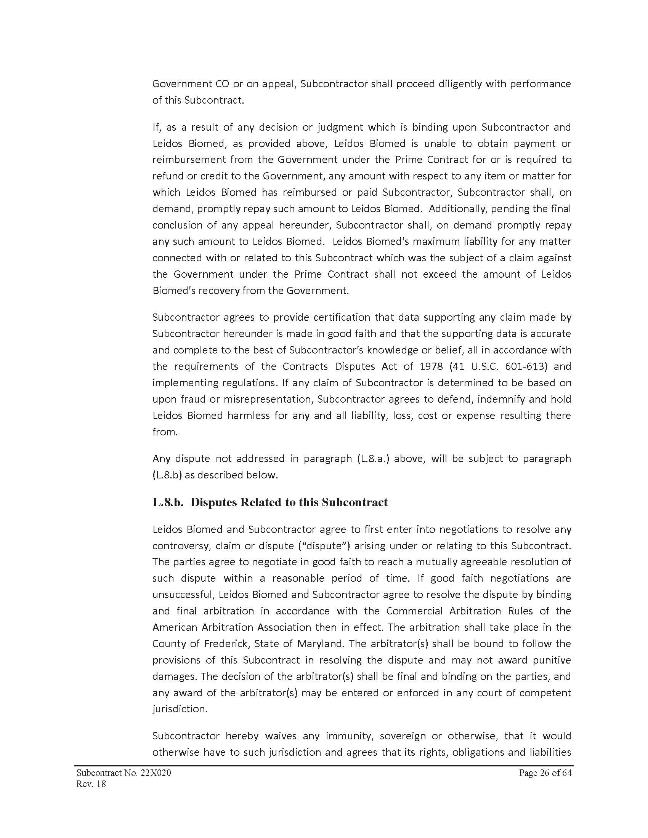 Government CO or on appeal, Subcontractor shall proceed diligently with performance
of this Subcontract.
If, as a result of any decision or judgment which is binding upon Subcontractor and
Leidos Biomed, as provided above, Leidos Biomed is unable to obtain payment or
reimbursement from the Government under the Prime Contract for or is required to
refund or credit to the Government, any amount with respect to any item or matter for
which Leidos Biomed has reimbursed or paid Subcontractor, Subcontractor shall, on
demand, promptly repay such amount to Leidos Biomed.  Additionally, pending the final
conclusion of any appeal hereunder, Subcontractor shall, on demand promptly repay
any such amount to Leidos Biomed.  Leidos Biomed's maximum liability for any matter
connected with or related to this Subcontract which was the subject of a claim against
the Government under the Prime Contract shall not exceed the amount of Leidos
Biomed's recovery from the Government.
Subcontractor agrees to provide certification that data supporting any claim made by
Subcontractor hereunder is made in good faith and that the supporting data is accurate
and complete to the best of Subcontractor's knowledge or belief, all in accordance with
the requirements of the Contracts Disputes Act of 1978 (41 U.S.C. 601-613) and
implementing regulations. If any claim of Subcontractor is determined to be based on
upon fraud or misrepresentation, Subcontractor agrees to defend, indemnify and hold
Leidos Biomed harmless for any and all liability, loss, cost or expense resulting there
from.
Any dispute not addressed in paragraph (L.8.a.) above, will be subject to paragraph
(L.8.b) as described below.
L.8.b.  Disputes Related to this Subcontract
Leidos Biomed and Subcontractor agree to first enter into negotiations to resolve any
controversy, claim or dispute ("dispute") arising under or relating to this Subcontract.
The parties agree to negotiate in good faith to reach a mutually agreeable resolution of
such dispute within a reasonable period of time. If good faith negotiations are
unsuccessful, Leidos Biomed and Subcontractor agree to resolve the dispute by binding
and final arbitration in accordance with the Commercial Arbitration Rules of the
American Arbitration Association then in effect. The arbitration shall take place in the
County of Frederick, State of Maryland. The arbitrator(s) shall be bound to follow the
provisions of this Subcontract in resolving the dispute and may not award punitive
damages. The decision of the arbitrator(s) shall be final and binding on the parties, and
any award of the arbitrator(s) may be entered or enforced in any court of competent
jurisdiction.
Subcontractor hereby waives any immunity, sovereign or otherwise, that it would
otherwise have to such jurisdiction and agrees that its rights, obligations and liabilities
Subcontract No. 22X020 Page 26 of 64
Rev. 18